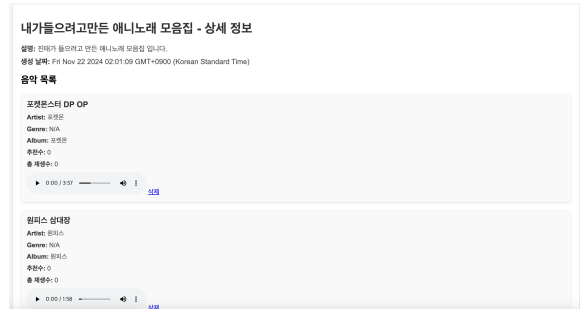 내가들으려고만든 애니노래 모음집 - 상세 정보
설명: 진태가 들으려고 만든 애니노래 모음집 입니다.
생성 날짜: Fri Nov 22 2024 02:01:09 GMT+0900 (Korean Standard Time)
음악 목록
포켓몬스터 DP OP
Artist: 포켓몬
Genre: N/A
Album: 포켓몬
추천수: 0
총 재생수: 0
0:00 / 3:57
삭제
원피스 삼대장
Artist: 원피스
Genre: N/A
Album: 원피스
추천수: 0
총 재생수: 0
0:00 / 1:58
삭제